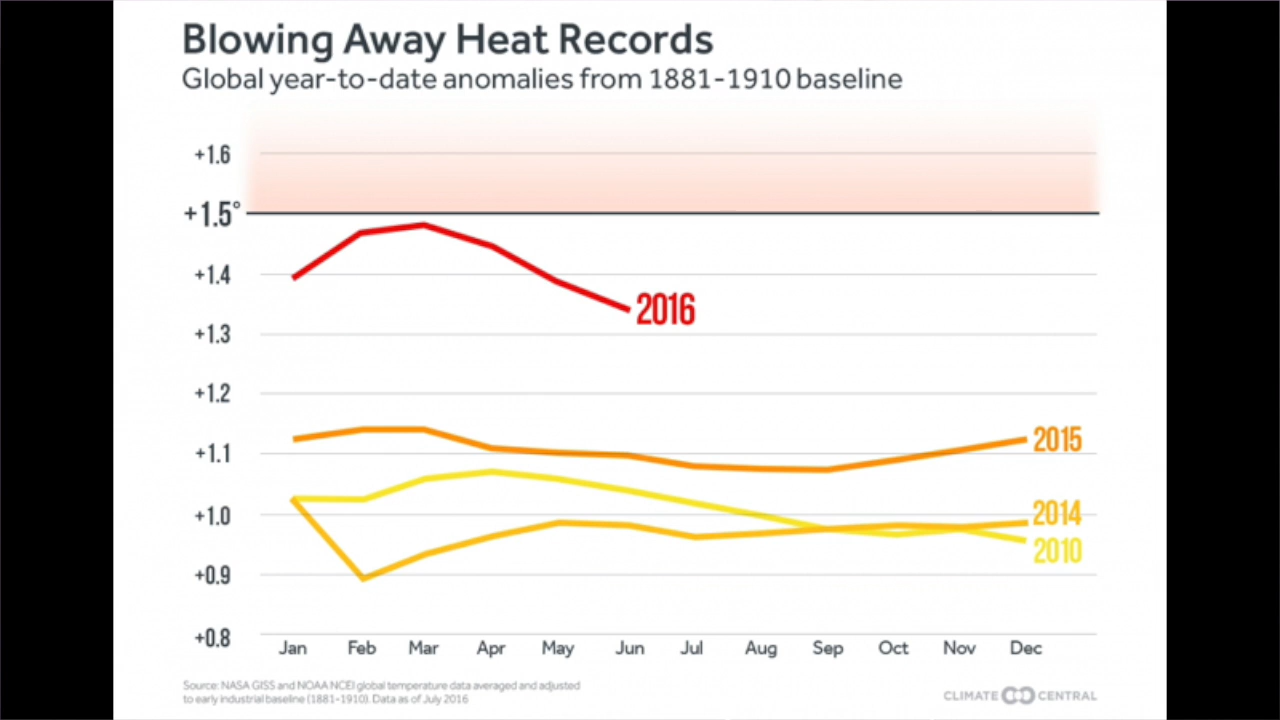 Blowing Away Heat Records
Global year-to-date anomalies from 1881-1910 baseline
+1.6
+1.5°
+1.4
+1.3
+1.2
+1.1
+1.0
+0.9
+0.8
2016
2015
2014
2010
Jan Feb Mar Apr May Jun Jul Aug Sep Oct Nov Dec
Source: NASA GISS and NOAA NCEI global temperature data averaged and adjusted
to early industrial baseline (1881-1910). Data as of July 2016
CLIMATE CENTRAL